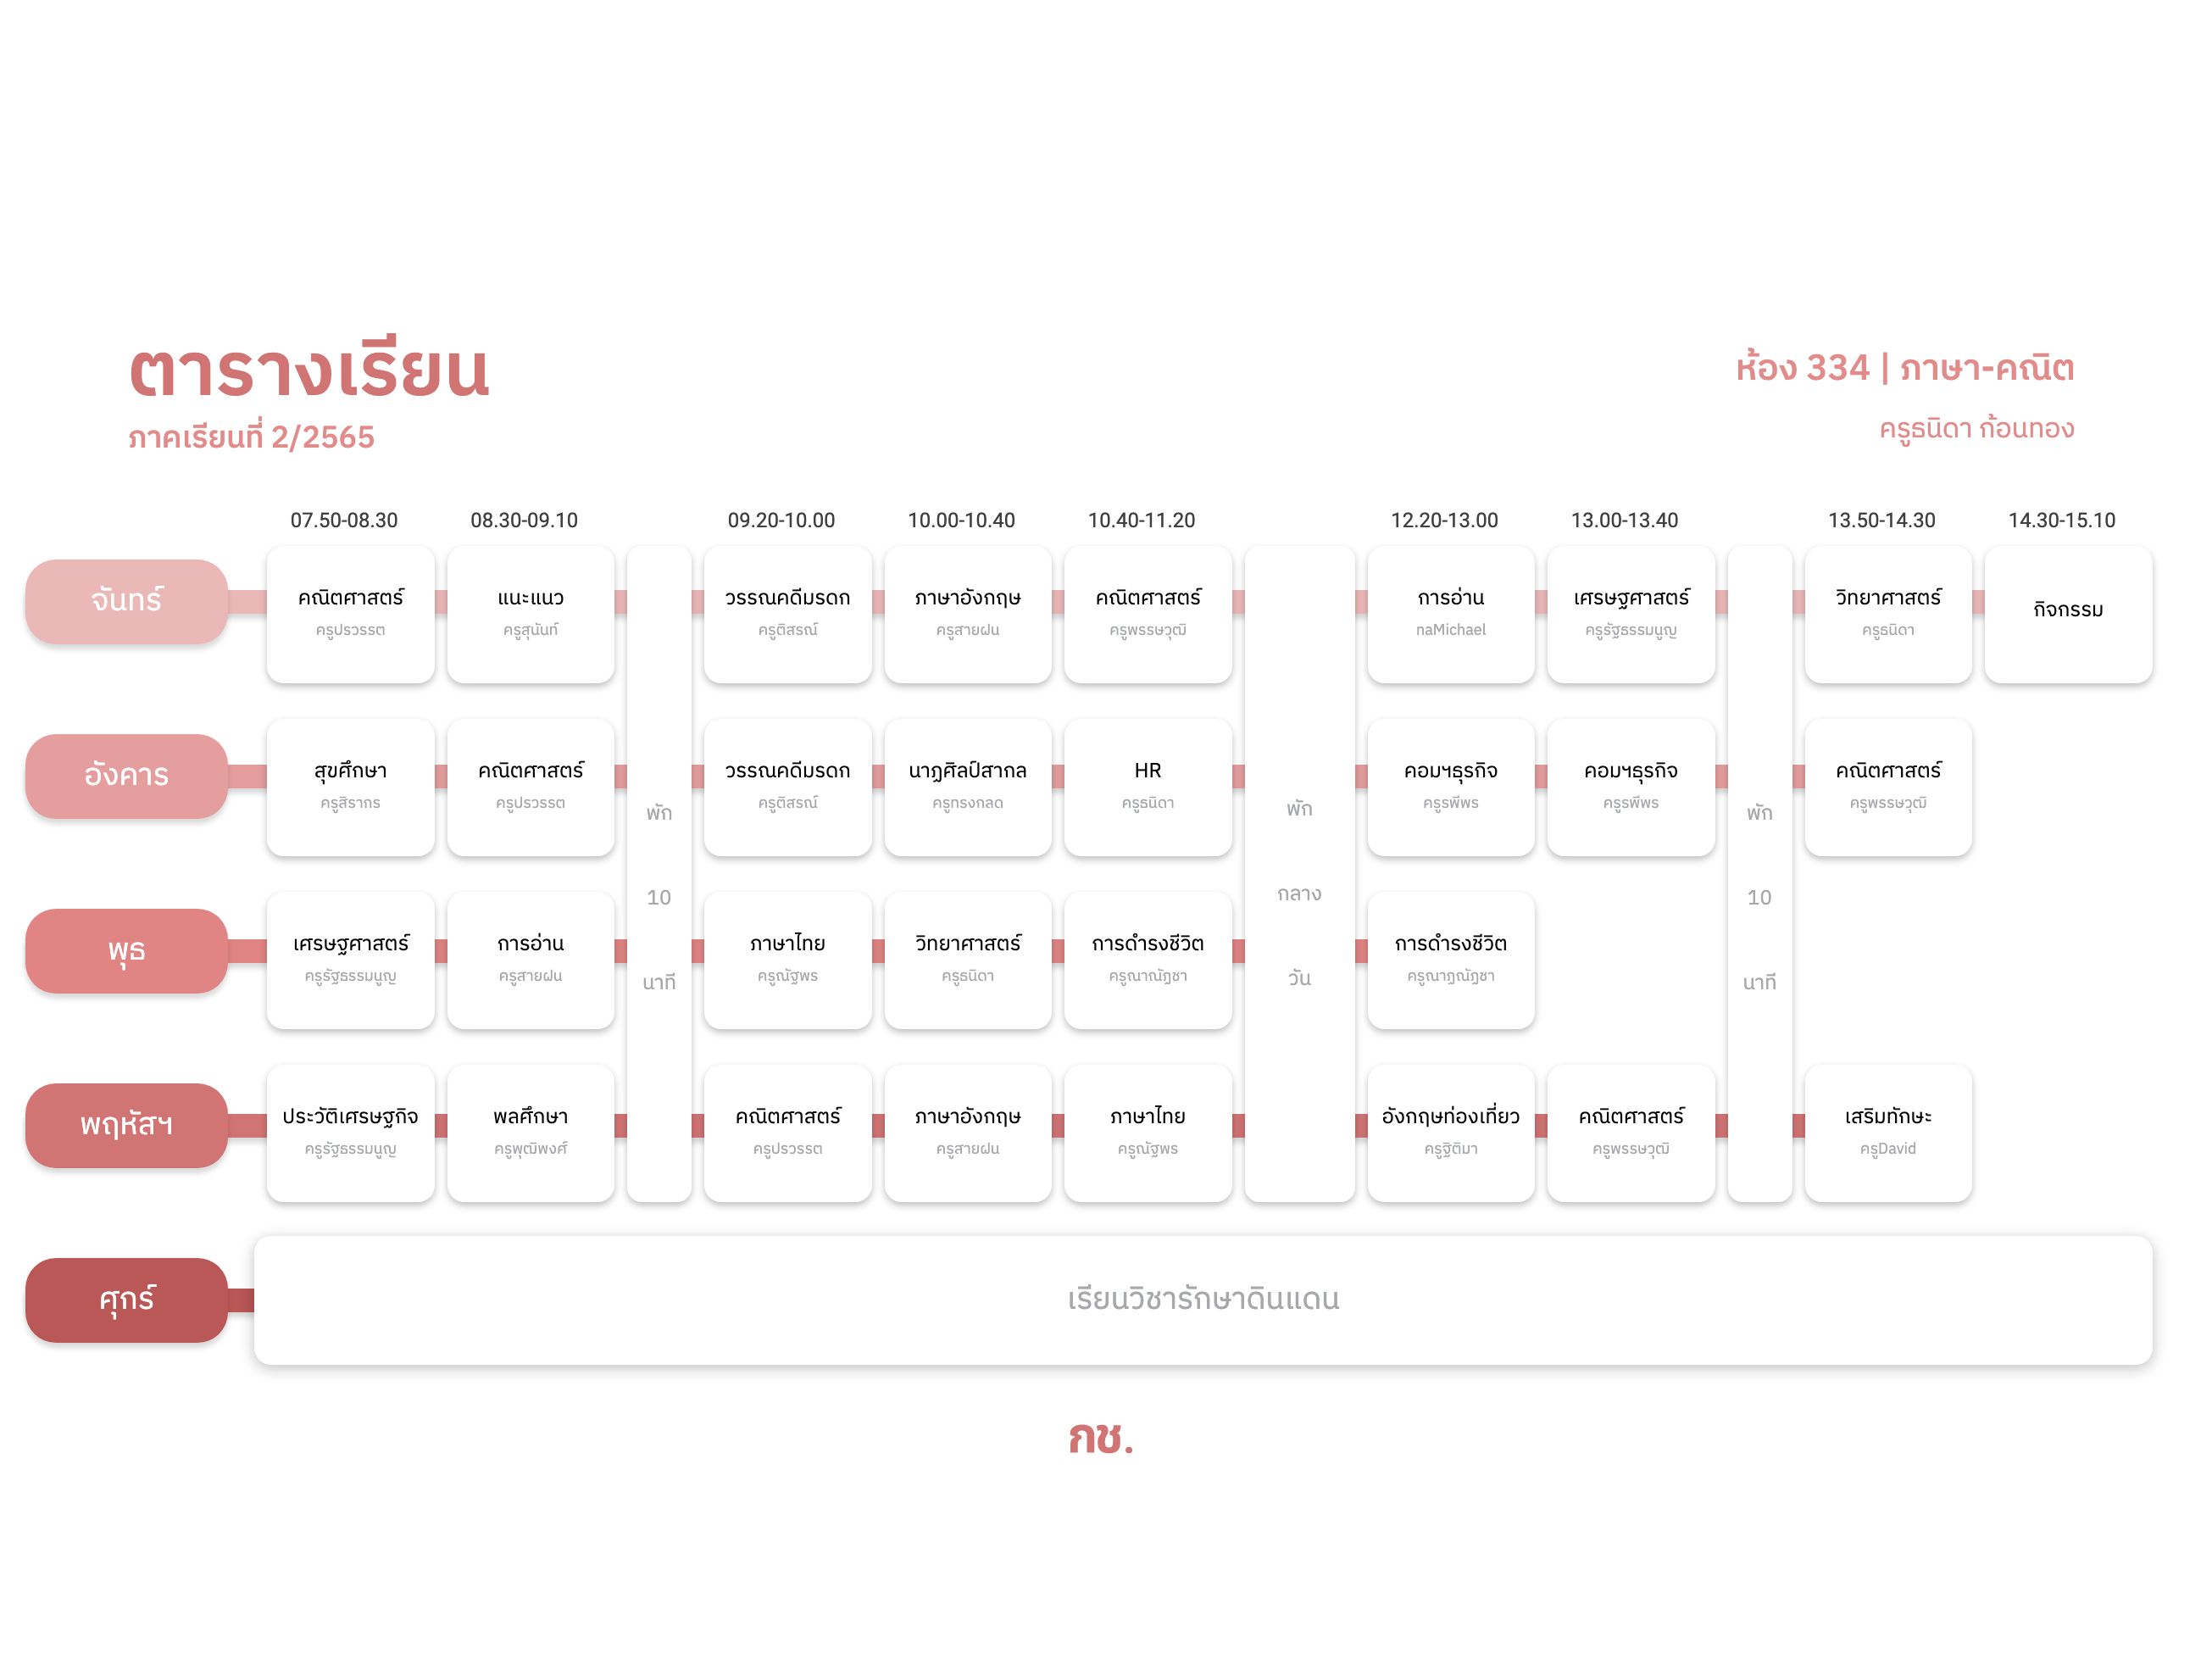 ตารางเรียน
ภาคเรียนที่ 2/2565
ห้อง 334 | ภาษา-คณิต
ครูธนิดา ก้อนทอง
07.50-08.30 08.30-09.10 09.20-10.00 10.00-10.40 10.40-11.20 12.20-13.00 13.00-13.40 13.50-14.30 14.30-15.10
จันทร์ คณิตศาสตร์ แนะแนว วรรณคดีมรดก ภาษาอังกฤษ คณิตศาสตร์ การอ่าน เศรษฐศาสตร์ วิทยาศาสตร์ กิจกรรม
ครูปรวรรต ครูสุนันท์ ครูติสรณ์ ครูสายฝน ครูพรรษวุฒิ naMichael ครูรัฐธรรมนูญ ครูธนิดา
อังคาร สุขศึกษา คณิตศาสตร์ วรรณคดีมรดก นาฏศิลป์สากล HR คอมฯธุรกิจ คอมฯธุรกิจ คณิตศาสตร์
ครูสิรากร ครูปรวรรต ครูติสรณ์ ครูทรงกลด ครูธนิดา ครูรพีพร ครูรพีพร ครูพรรษวุฒิ
พัก พัก พัก
10 กลาง 10
นาที วัน นาที
พุธ เศรษฐศาสตร์ การอ่าน ภาษาไทย วิทยาศาสตร์ การดำรงชีวิต การดำรงชีวิต
ครูรัฐธรรมนูญ ครูสายฝน ครูณัฐพร ครูธนิดา ครูณาณัฏชา ครูณาฏณัฏชา
พฤหัสฯ ประวัติเศรษฐกิจ พลศึกษา คณิตศาสตร์ ภาษาอังกฤษ ภาษาไทย อังกฤษท่องเที่ยว คณิตศาสตร์ เสริมทักษะ
ครูรัฐธรรมนูญ ครูพุฒิพงศ์ ครูปรวรรต ครูสายฝน ครูณัฐพร ครูฐิติมา ครูพรรษวุฒิ ครูDavid
ศุกร์ เรียนวิชารักษาดินแดน
กช.